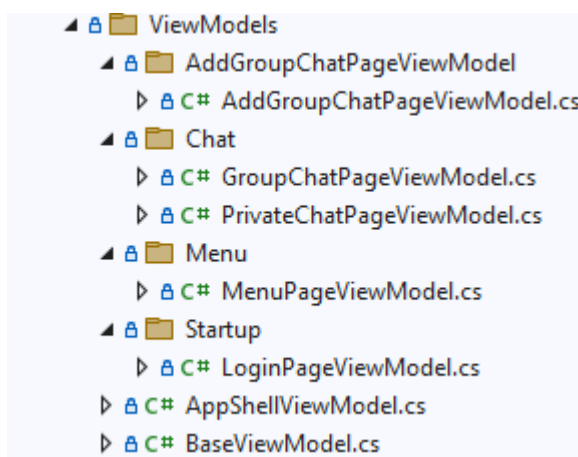 ViewModels
AddGroupChatPageViewModel
C# AddGroupChatPageViewModel.cs
Chat
C# GroupChatPageViewModel.cs
C# PrivateChatPageViewModel.cs
Menu
C# MenuPageViewModel.cs
Startup
C# LoginPageViewModel.cs
C# AppShellViewModel.cs
C# BaseViewModel.cs